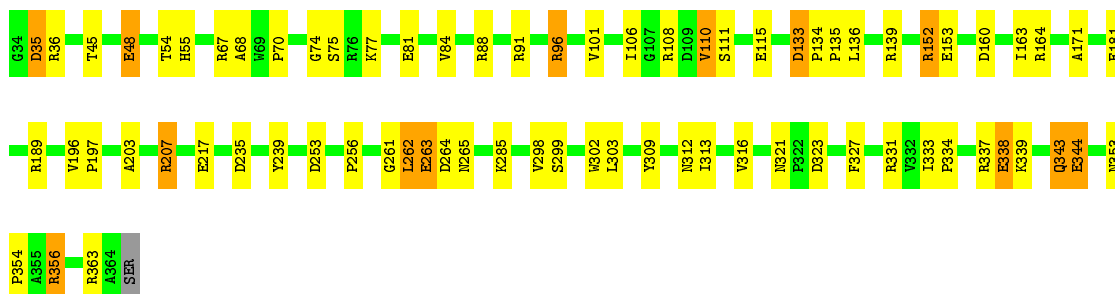 G34 D35 R36 T45 E48 T54 H55 R67 A68 W69 P70 G74 S75 R76 K77 E81 V84 R88 R91 R96 V101 I106 G107 R108 D109 V110 S111 E115 D133 P134 P135 L136 R139 R152 E153 D160 I163 R164 A171
R189 V196 P197 A203 R207 E217 D235 Y239 D253 P256 G261 L262 E263 D264 N265 K285 V298 S299 W302 L303 Y309 N312 I313 V316 N321 P322 D323 F327 R331 V332 I333 P334 R337 E338 K339 Q343 E344
P354 A355 R356 R363 A364 SER